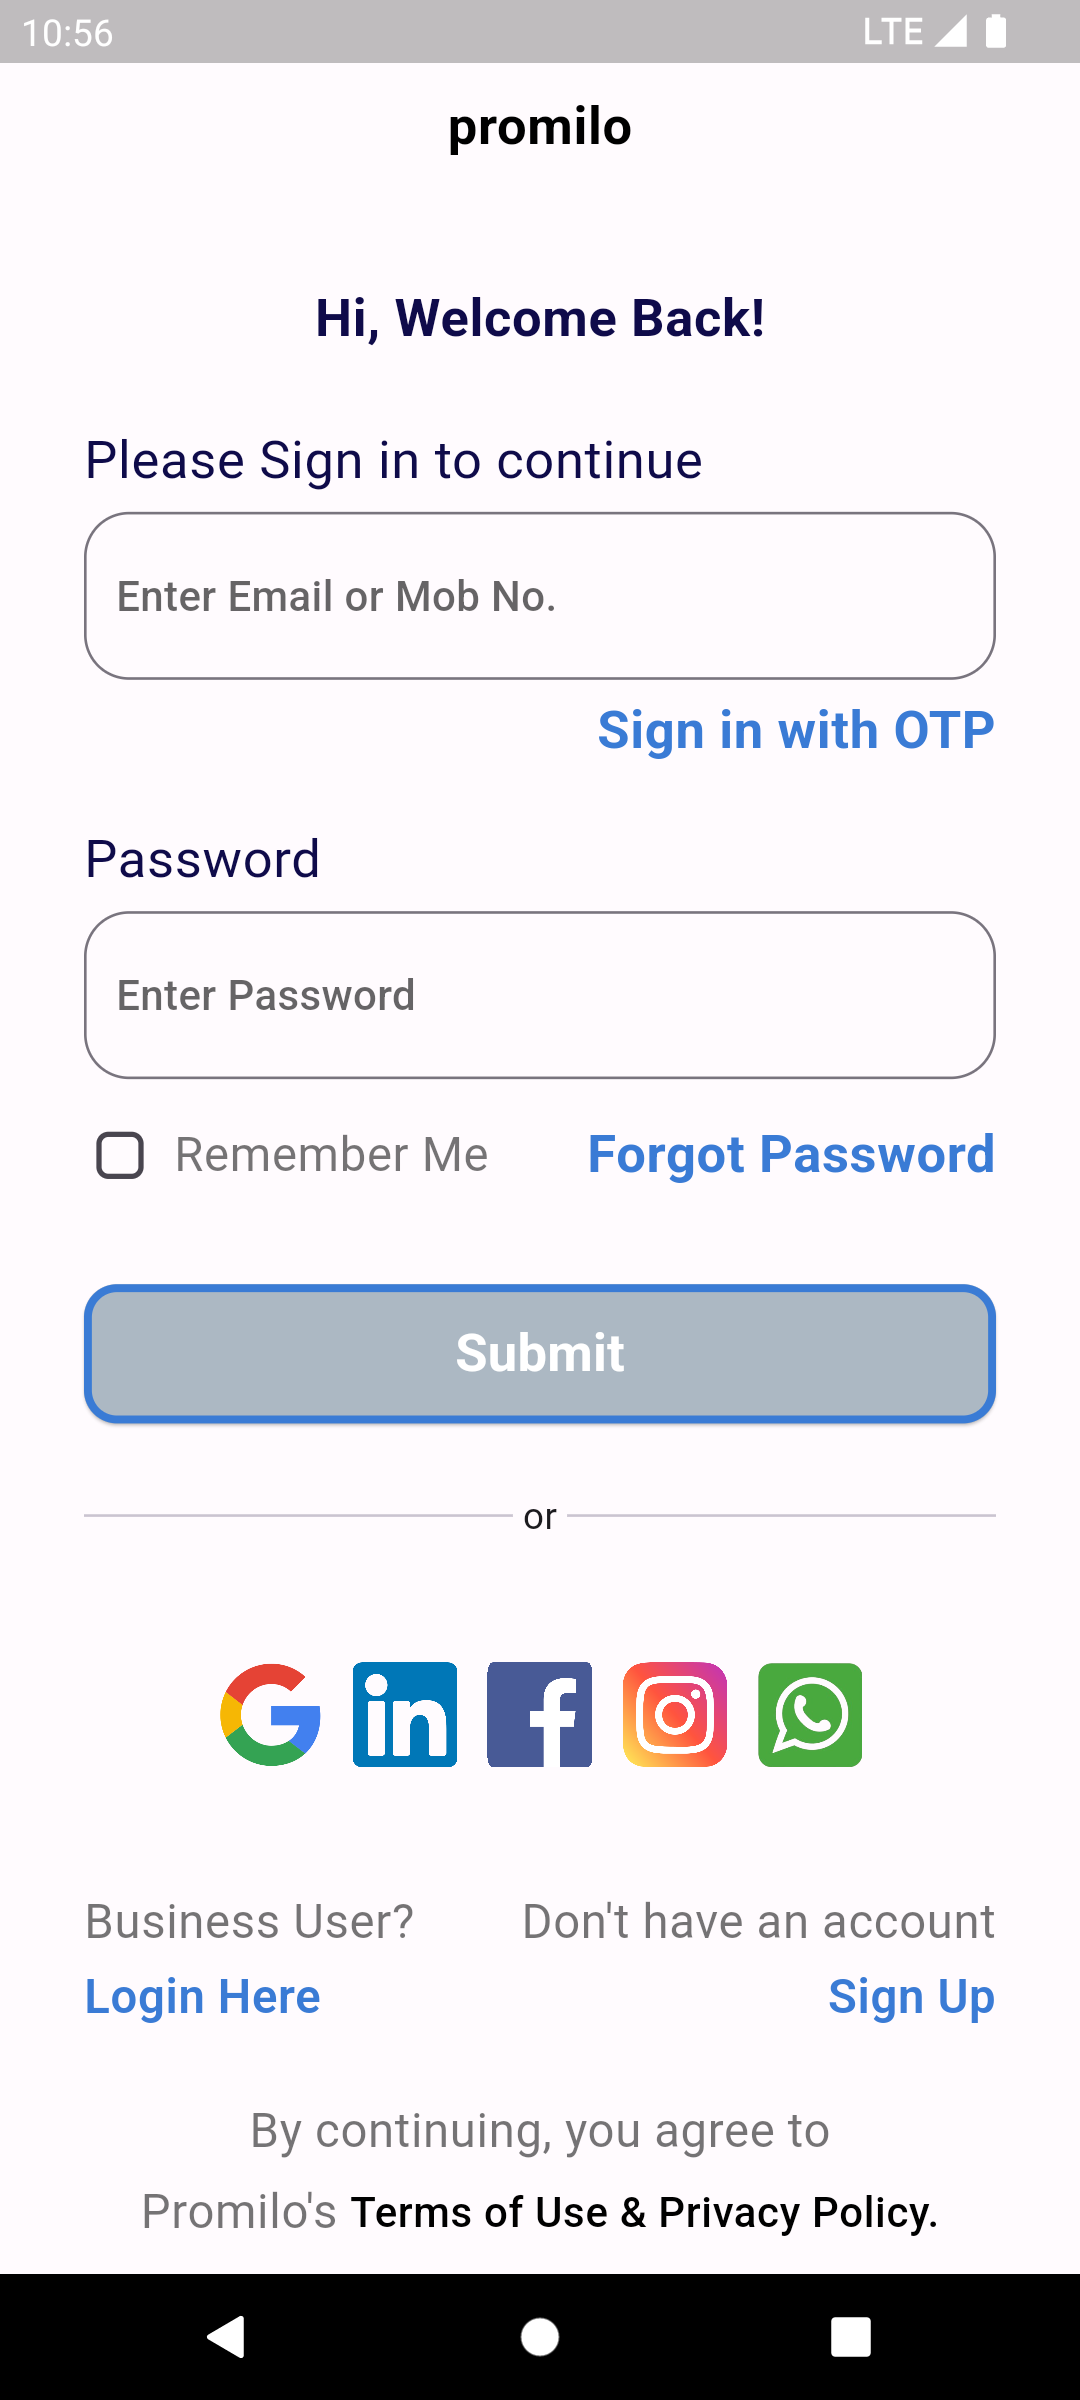 10:56 LTE
promilo
Hi, Welcome Back!
Please Sign in to continue
Enter Email or Mob No.
Sign in with OTP
Password
Enter Password
Remember Me Forgot Password
Submit
or
in f
Business User? Don't have an account
Login Here Sign Up
By continuing, you agree to
Promilo's Terms of Use & Privacy Policy.